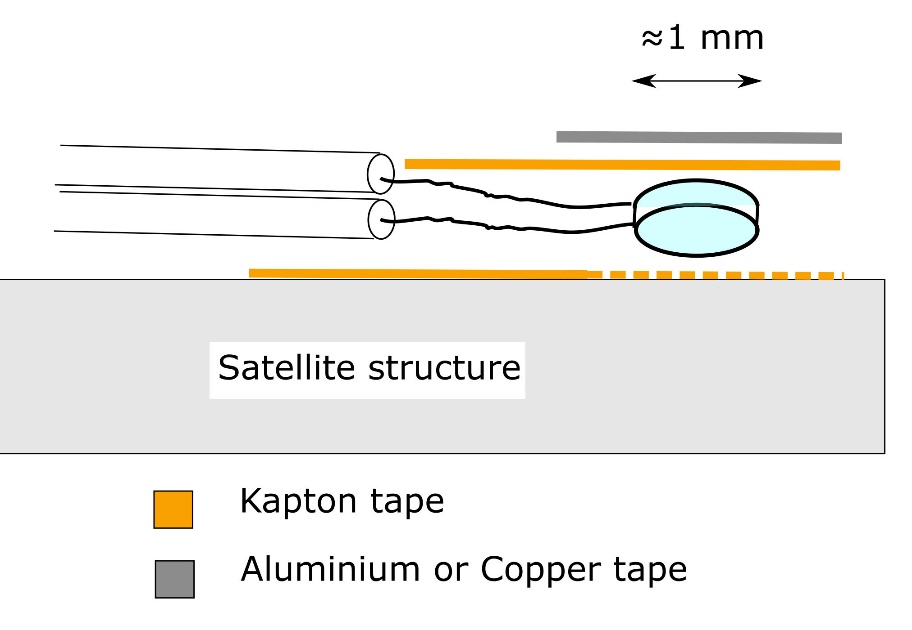 ≈1 mm
Satellite structure
Kapton tape
Aluminium or Copper tape